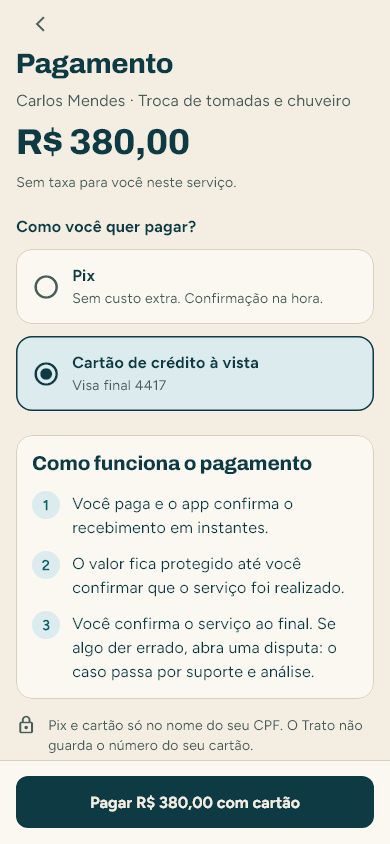 Pagamento
Carlos Mendes · Troca de tomadas e chuveiro
R$ 380,00
Sem taxa para você neste serviço.
Como você quer pagar?
Pix
Sem custo extra. Confirmação na hora.
Cartão de crédito à vista
Visa final 4417
Como funciona o pagamento
1 Você paga e o app confirma o
recebimento em instantes.
2 O valor fica protegido até você
confirmar que o serviço foi realizado.
3 Você confirma o serviço ao final. Se
algo der errado, abra uma disputa: o
caso passa por suporte e análise.
Pix e cartão só no nome do seu CPF. O Trato não
guarda o número do seu cartão.
Pagar R$ 380,00 com cartão